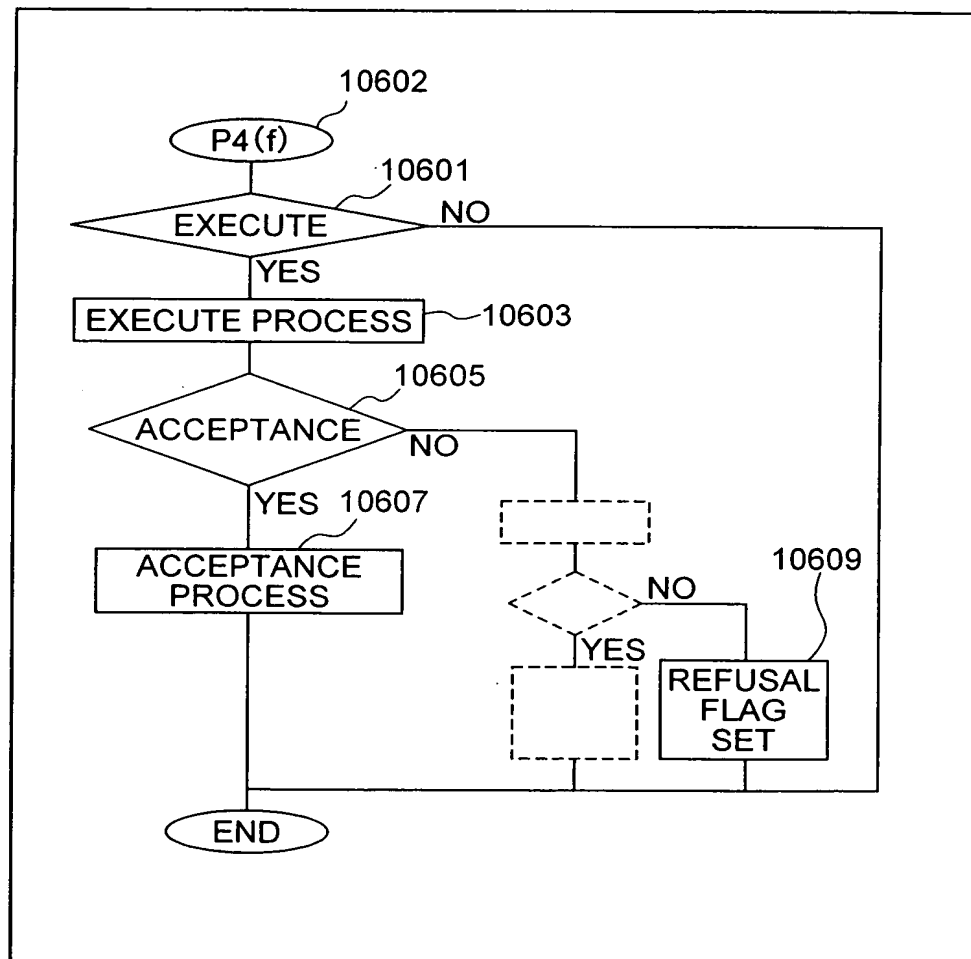 10602
P4(f)
10601
EXECUTE
NO
YES
EXECUTE PROCESS
10603
10605
ACCEPTANCE
NO
YES
10607
ACCEPTANCE
PROCESS
10609
NO
YES
REFUSAL
FLAG
SET
END